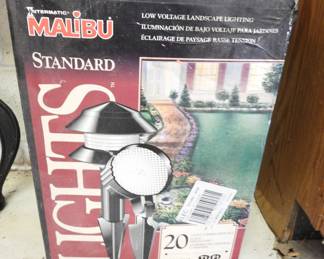 INTERMATIC
MALIBU
LOW VOLTAGE LANDSCAPE LIGHTING
ILUMINACIÓN DE BAJO VOLTAJE PARA JARDINES
ÉCLAIRAGE DE PAYSAGE BASSE TENSION
STANDARD
LIGHTS
20